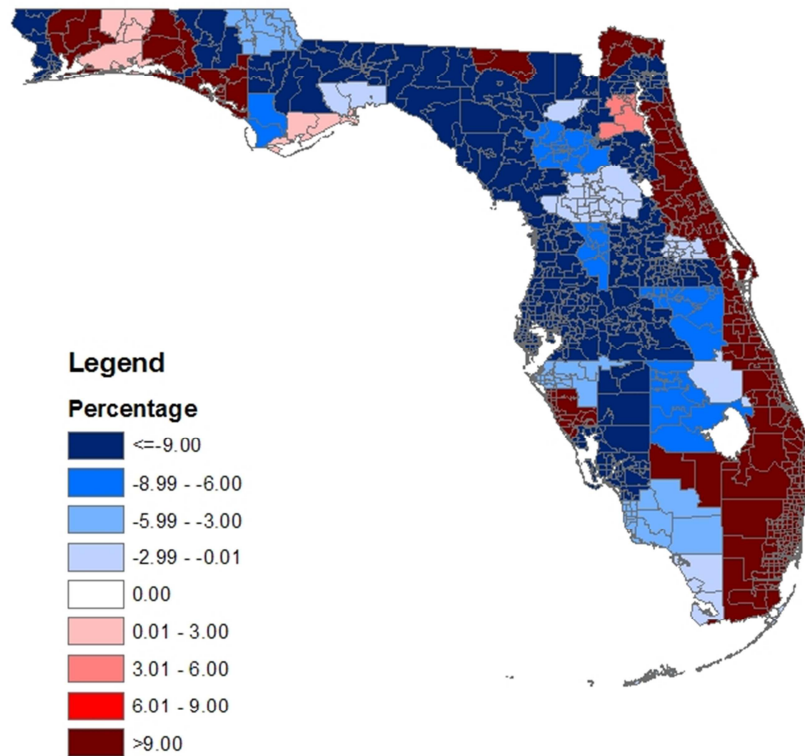 Legend
Percentage
<=-9.00
-8.99 - -6.00
-5.99 - -3.00
-2.99 - -0.01
0.00
0.01 - 3.00
3.01 - 6.00
6.01 - 9.00
>9.00